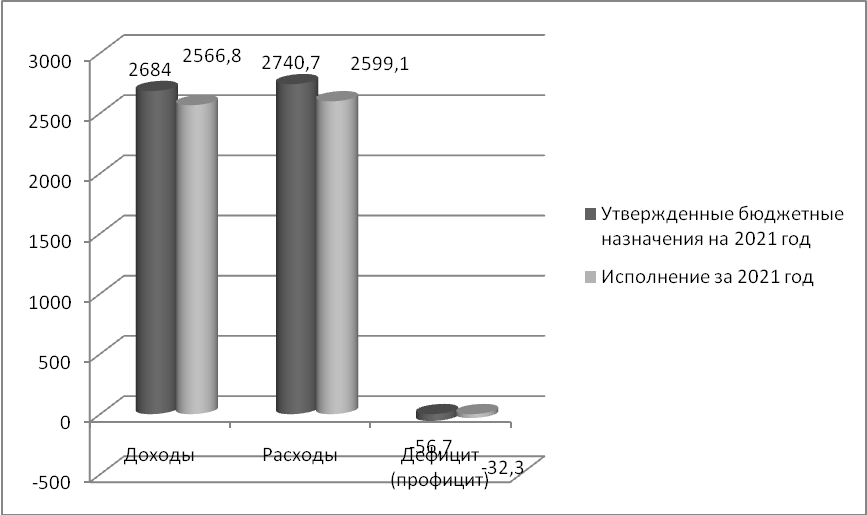 3000
2500
2000
1500
1000
500
0
-500
2684
2566,8
2740,7
2599,1
-56,7
-32,3
Доходы
Расходы
Дефицит
(профицит)
Утвержденные бюджетные
назначения на 2021 год
Исполнение за 2021 год